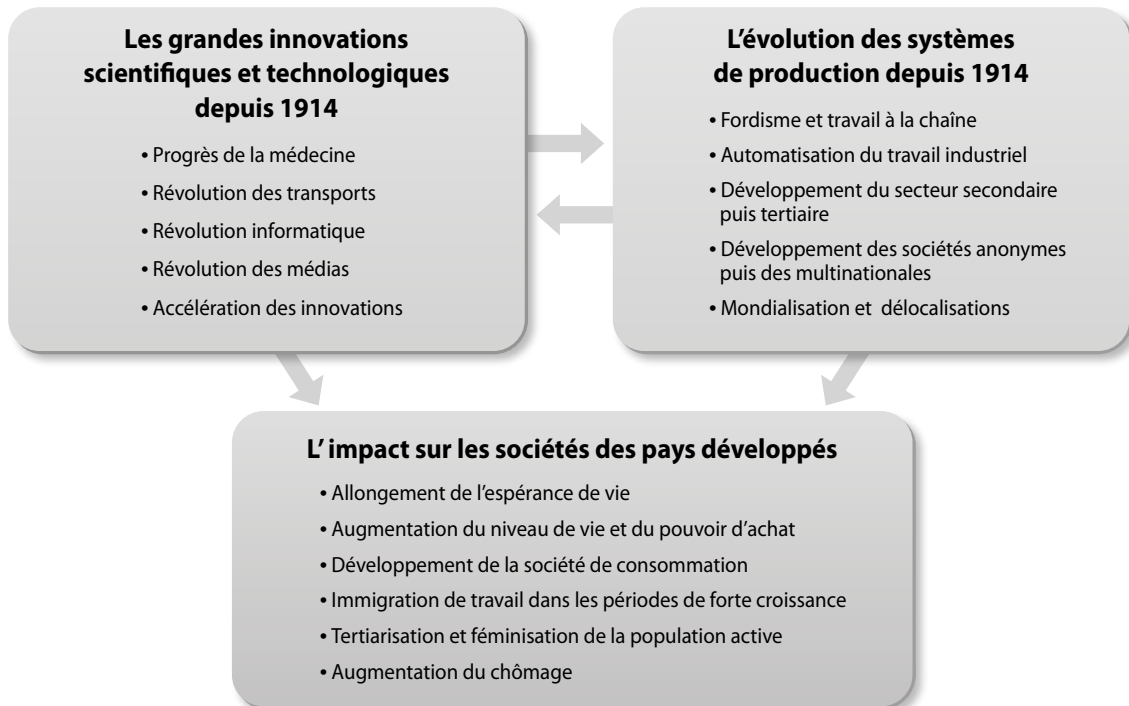 Les grandes innovations
scientifiques et technologiques
depuis 1914
• Progrès de la médecine
• Révolution des transports
• Révolution informatique
• Révolution des médias
• Accélération des innovations
L'évolution des systèmes
de production depuis 1914
• Fordisme et travail à la chaîne
• Automatisation du travail industriel
• Développement du secteur secondaire
puis tertiaire
• Développement des sociétés anonymes
puis des multinationales
• Mondialisation et délocalisations
L' impact sur les sociétés des pays développés
• Allongement de l'espérance de vie
• Augmentation du niveau de vie et du pouvoir d'achat
• Développement de la société de consommation
• Immigration de travail dans les périodes de forte croissance
• Tertiarisation et féminisation de la population active
• Augmentation du chômage